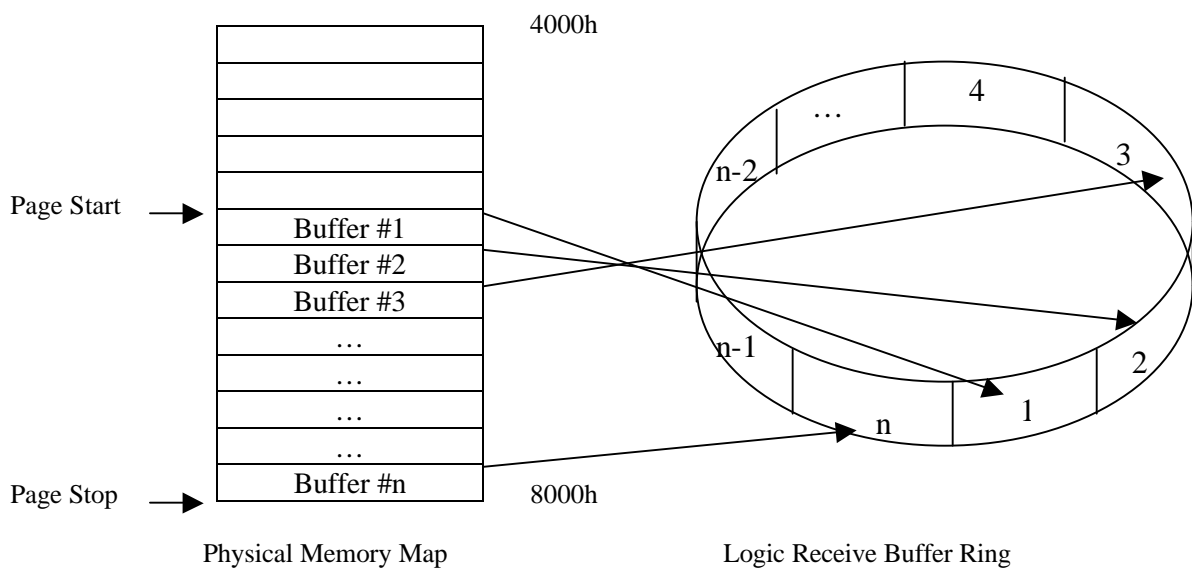 4000h
Page Start
Buffer #1
Buffer #2
Buffer #3
…
…
…
…
Buffer #n
Page Stop
8000h
Physical Memory Map
…
4
3
n-2
n-1
n
1
2
Logic Receive Buffer Ring